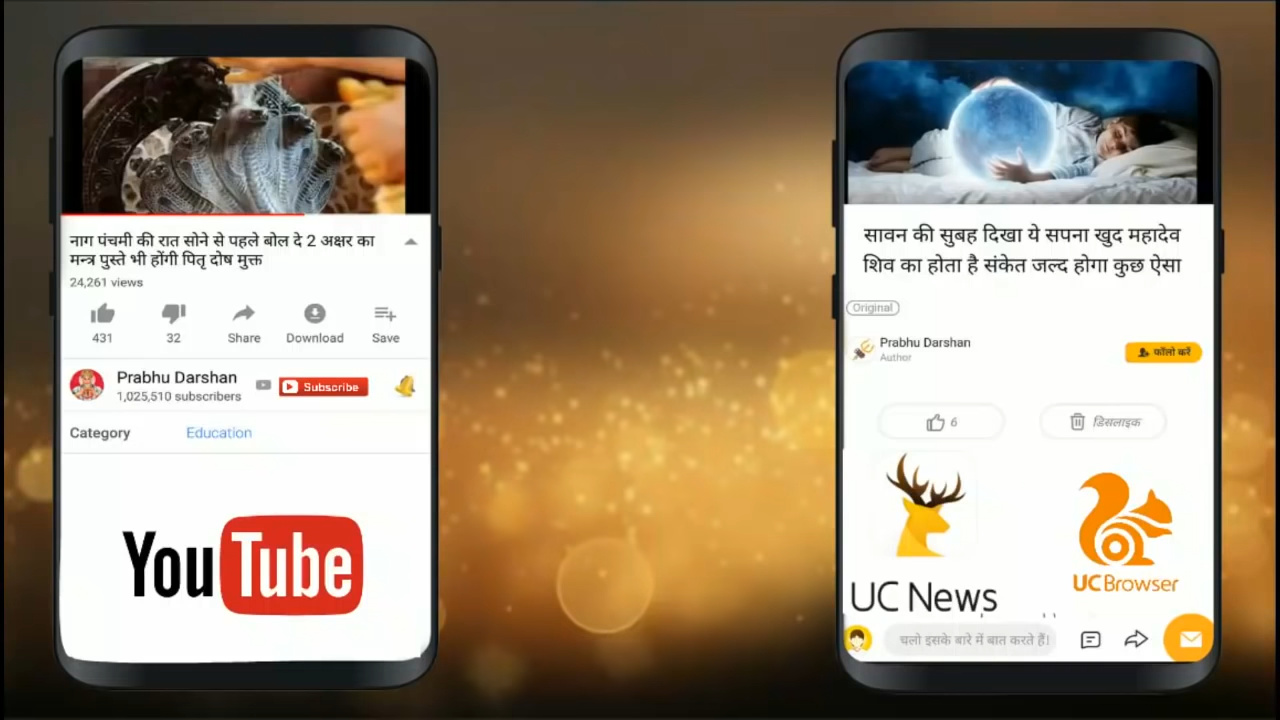 नाग पंचमी की रात सोने से पहले बोल दे 2 अक्षर का
मन्त्र पुस्ते भी होंगी पितृ दोष मुक्त
24,261 views
431
32
Share
Download
Save
Prabhu Darshan
Subscribe
1,025,510 subscribers
Category
Education
YouTube
सावन की सुबह दिखा ये सपना खुद महादेव
शिव का होता है संकेत जल्द होगा कुछ ऐसा
Original
Prabhu Darshan
Author
फॉलो करें
6
डिसलाइक
UC News
UC Browser
चलो इसके बारे में बात करते हैं!